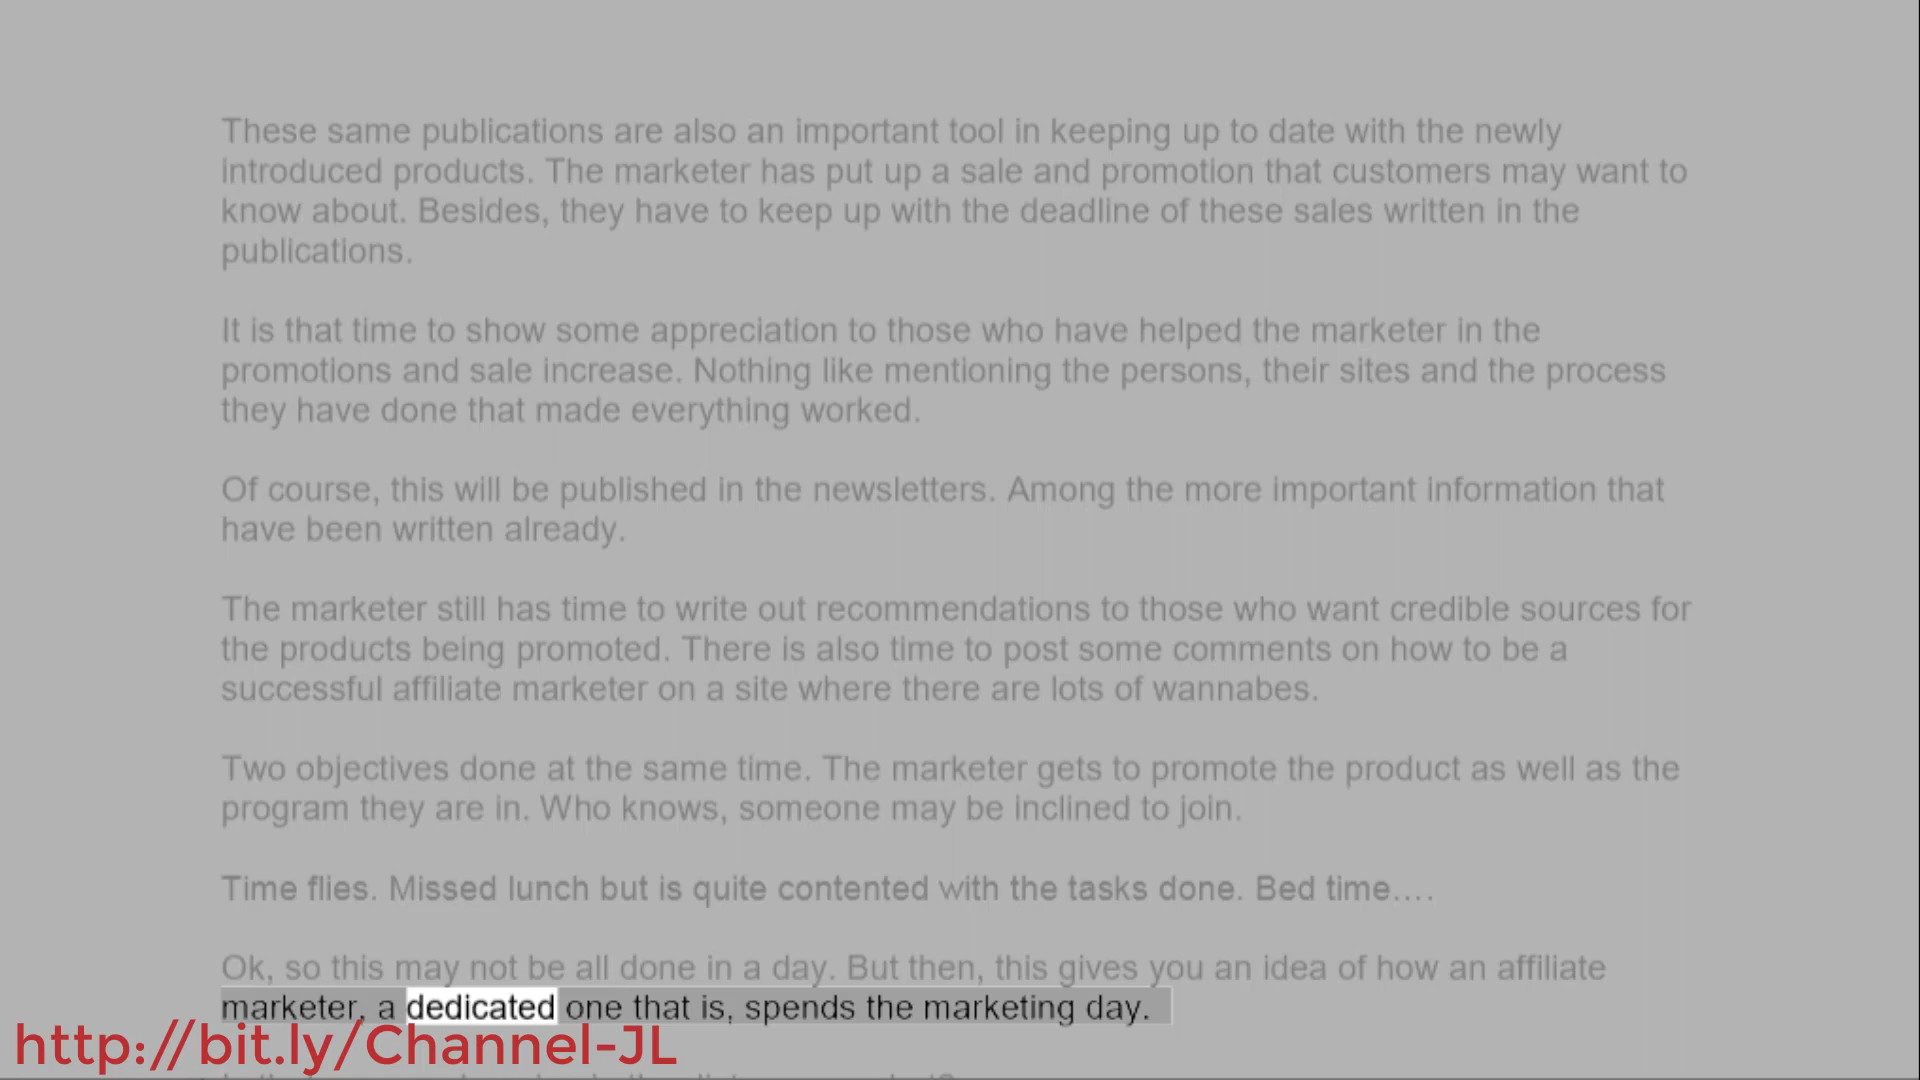 These same publications are also an important tool in keeping up to date with the newly
introduced products. The marketer has put up a sale and promotion that customers may want to
know about. Besides, they have to keep up with the deadline of these sales written in the
publications.
It is that time to show some appreciation to those who have helped the marketer in the
promotions and sale increase. Nothing like mentioning the persons, their sites and the process
they have done that made everything worked.
Of course, this will be published in the newsletters. Among the more important information that
have been written already.
The marketer still has time to write out recommendations to those who want credible sources for
the products being promoted. There is also time to post some comments on how to be a
successful affiliate marketer on a site where there are lots of wannabes.
Two objectives done at the same time. The marketer gets to promote the product as well as the
program they are in. Who knows, someone may be inclined to join.
Time flies. Missed lunch but is quite contented with the tasks done. Bed time….
Ok, so this may not be all done in a day. But then, this gives you an idea of how an affiliate
marketer, a dedicated one that is, spends the marketing day.
http://bit.ly/Channel-JL